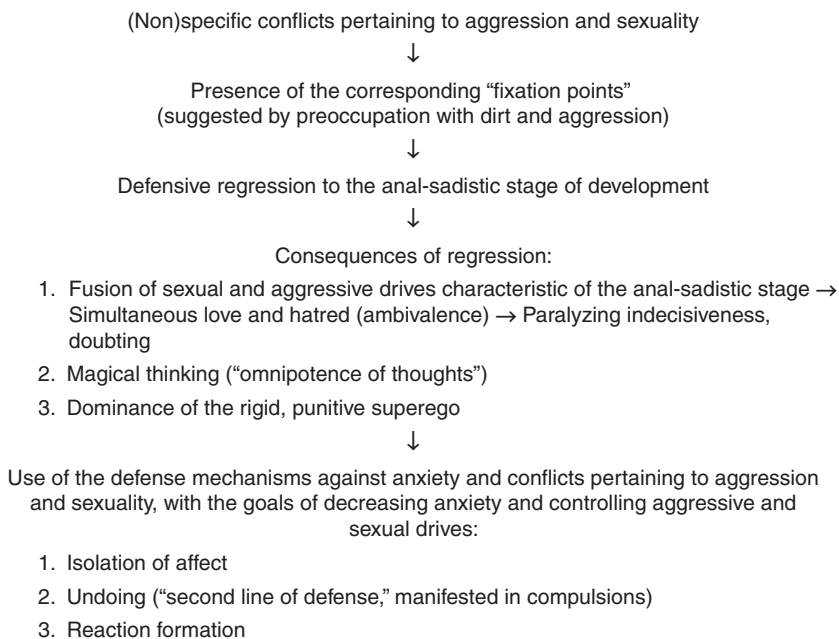 (Non)specific conflicts pertaining to aggression and sexuality
↓
Presence of the corresponding “fixation points”
(suggested by preoccupation with dirt and aggression)
↓
Defensive regression to the anal-sadistic stage of development
↓
Consequences of regression:
1. Fusion of sexual and aggressive drives characteristic of the anal-sadistic stage →
Simultaneous love and hatred (ambivalence) → Paralyzing indecisiveness,
doubting
2. Magical thinking (“omnipotence of thoughts”)
3. Dominance of the rigid, punitive superego
↓
Use of the defense mechanisms against anxiety and conflicts pertaining to aggression
and sexuality, with the goals of decreasing anxiety and controlling aggressive and
sexual drives:
1. Isolation of affect
2. Undoing (“second line of defense,” manifested in compulsions)
3. Reaction formation